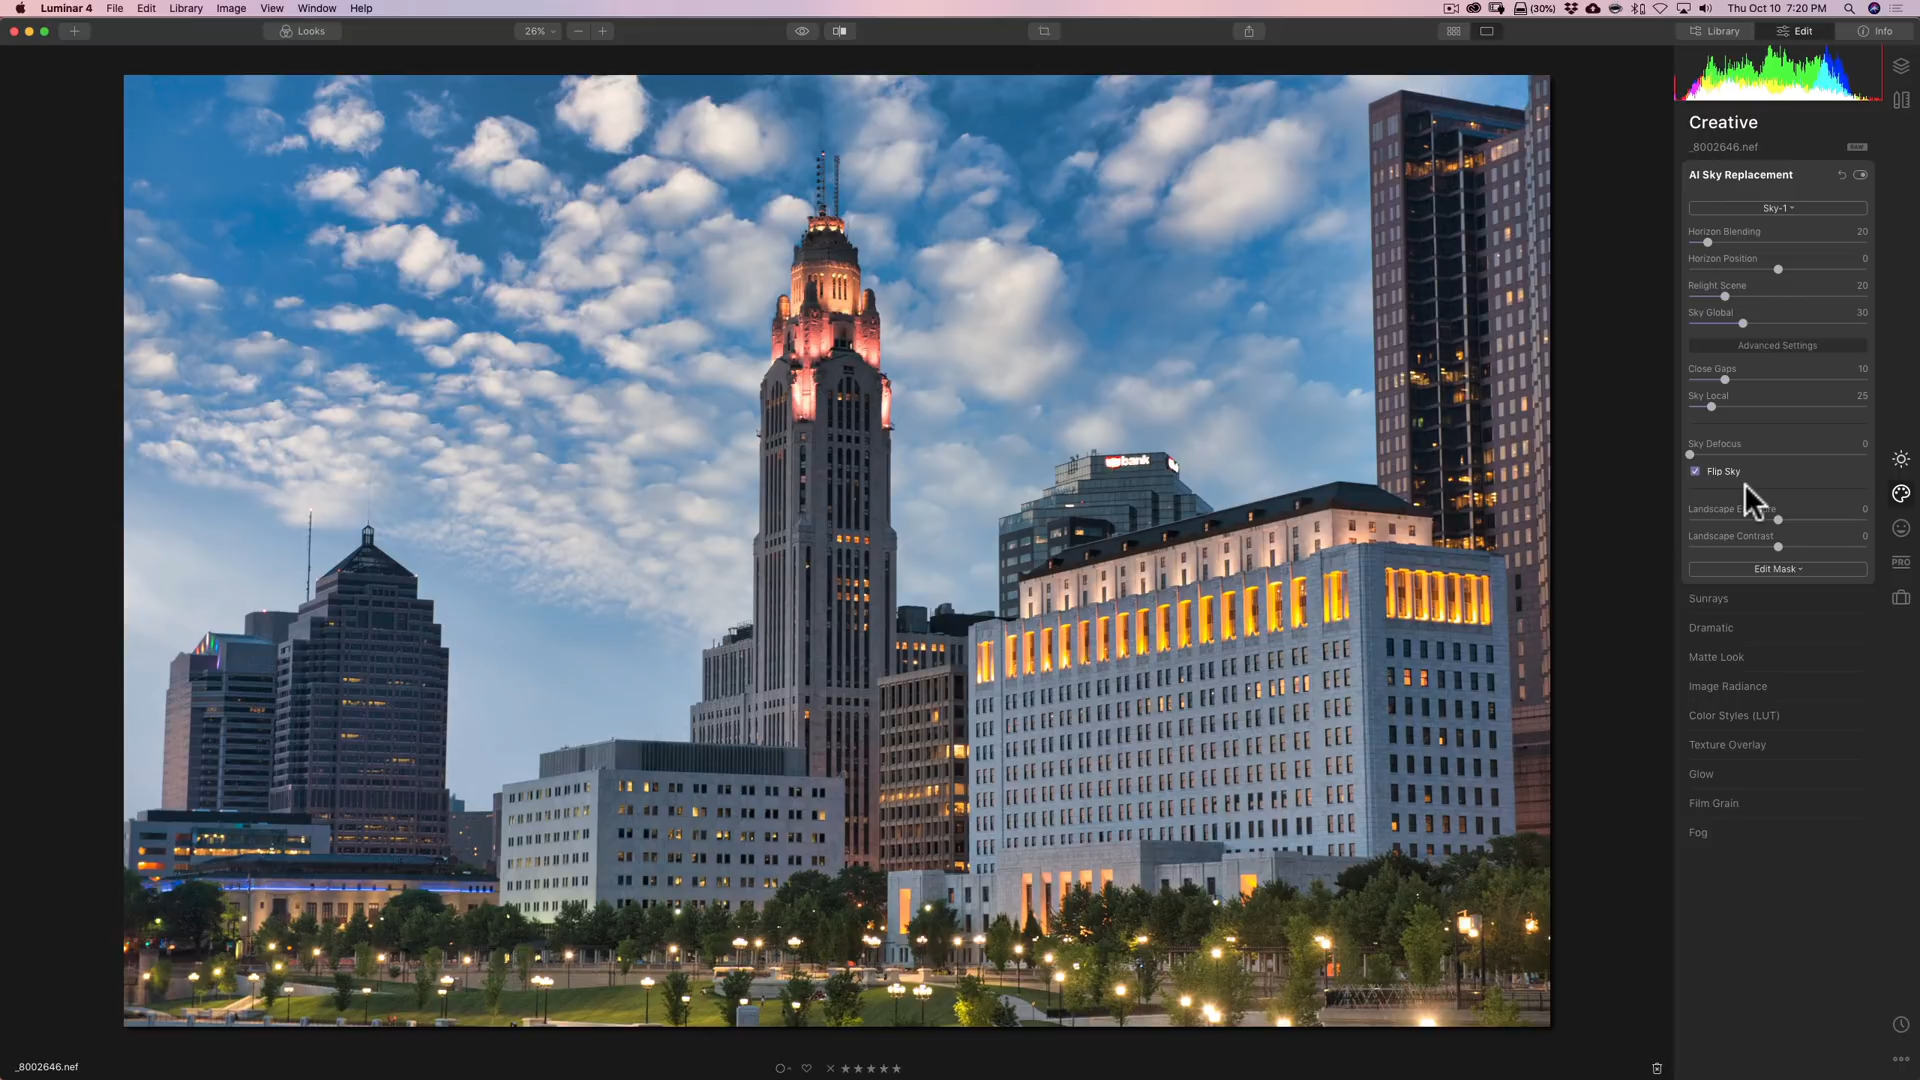 Luminar 4 File Edit Library Image View Window Help (30%) Thu Oct 10 7:20 PM
Looks 26% Library Edit Info
Creative
_8002646.nef RAW
AI Sky Replacement
Sky-1
Horizon Blending 20
Horizon Position 0
Relight Scene 20
Sky Global 30
Advanced Settings
Close Gaps 10
Sky Local 25
Sky Defocus 0
Flip Sky
Landscape 0
Landscape Contrast 0
Edit Mask
Sunrays
Dramatic
Matte Look
Image Radiance
Color Styles (LUT)
Texture Overlay
Glow
Film Grain
Fog
PRO
usbank
_8002646.nef